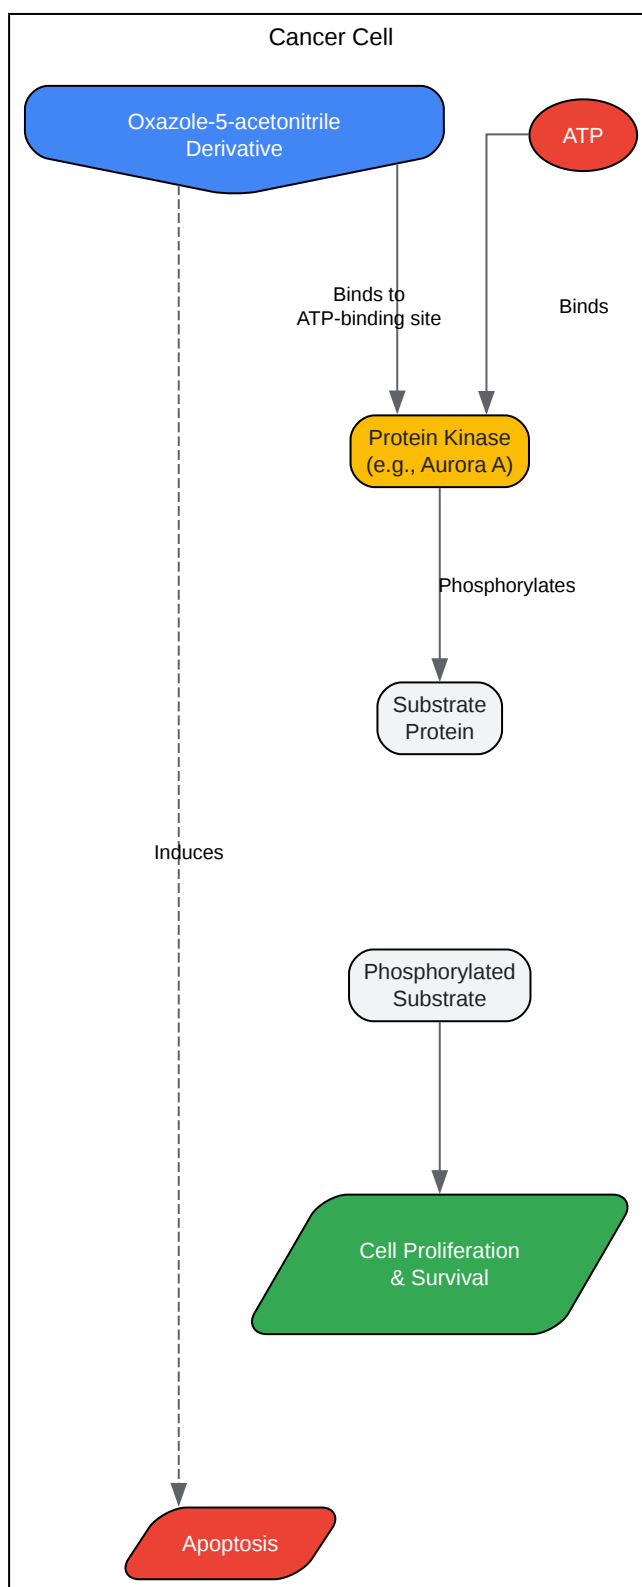 Cancer Cell
Oxazole-5-acetonitrile
Derivative
ATP
Binds to
ATP-binding site
Binds
Protein Kinase
(e.g., Aurora A)
Phosphorylates
Substrate
Protein
Induces
Phosphorylated
Substrate
Cell Proliferation
& Survival
Apoptosis